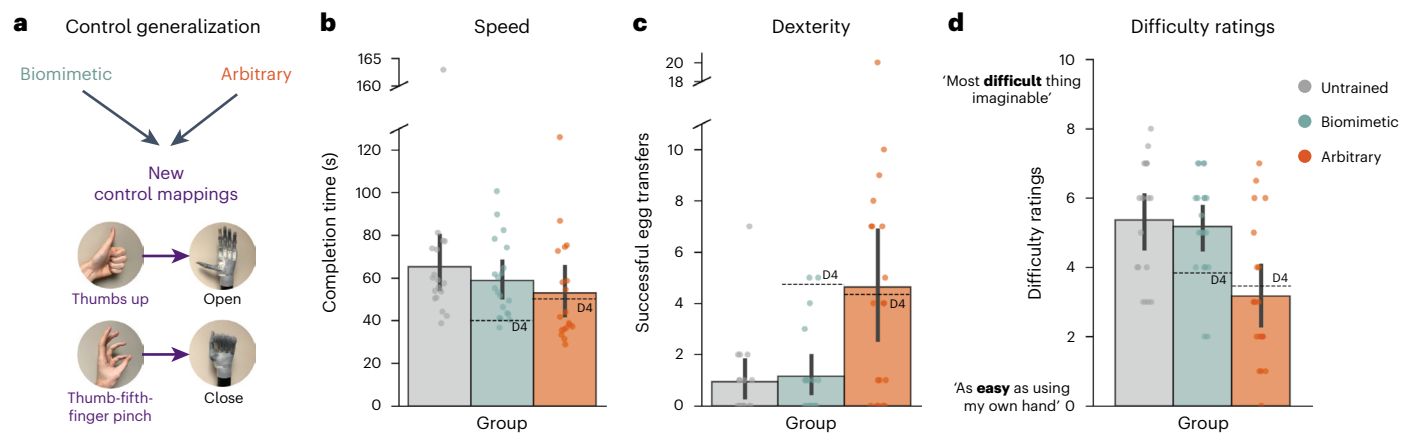 a
Control generalization
Biomimetic
Arbitrary
New
control mappings
Thumbs up
Open
Thumb-fifth-
finger pinch
Close
b
Speed
Completion time (s)
165
160
120
100
80
60
40
20
0
D4
D4
Group
c
Dexterity
Successful egg transfers
20
18
10
8
6
4
2
0
D4
D4
Group
d
Difficulty ratings
‘Most difficult thing
imaginable’
‘As easy as using
my own hand’
Difficulty ratings
10
8
6
4
2
0
D4
D4
Group
Untrained
Biomimetic
Arbitrary